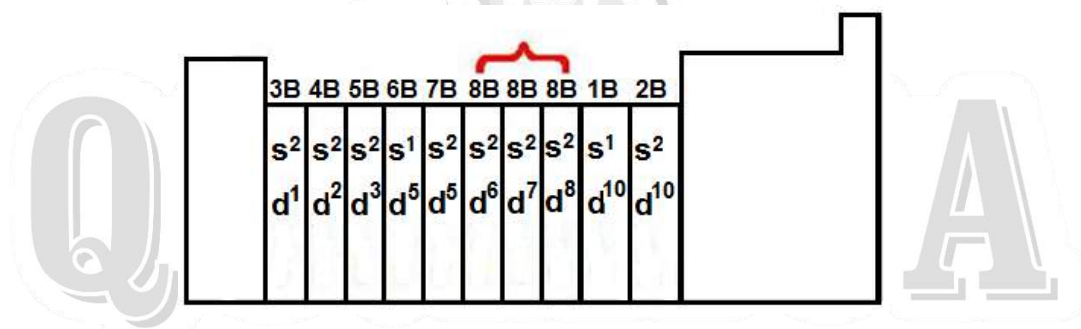 3B 4B 5B 6B 7B 8B 8B 8B 1B 2B
s² s² s² s¹ s² s² s² s² s¹ s²
d¹ d² d³ d⁵ d⁵ d⁶ d⁷ d⁸ d¹⁰ d¹⁰